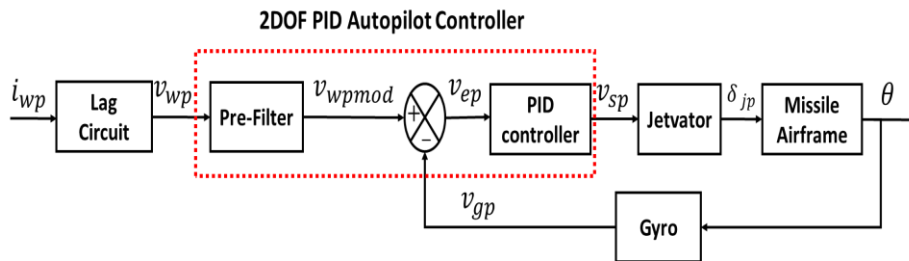 2DOF PID Autopilot Controller
i_wp
Lag
Circuit
v_wp
Pre-Filter
v_wpmod
+
−
v_ep
PID
controller
v_sp
Jetvator
δ_jp
Missile
Airframe
θ
v_gp
Gyro